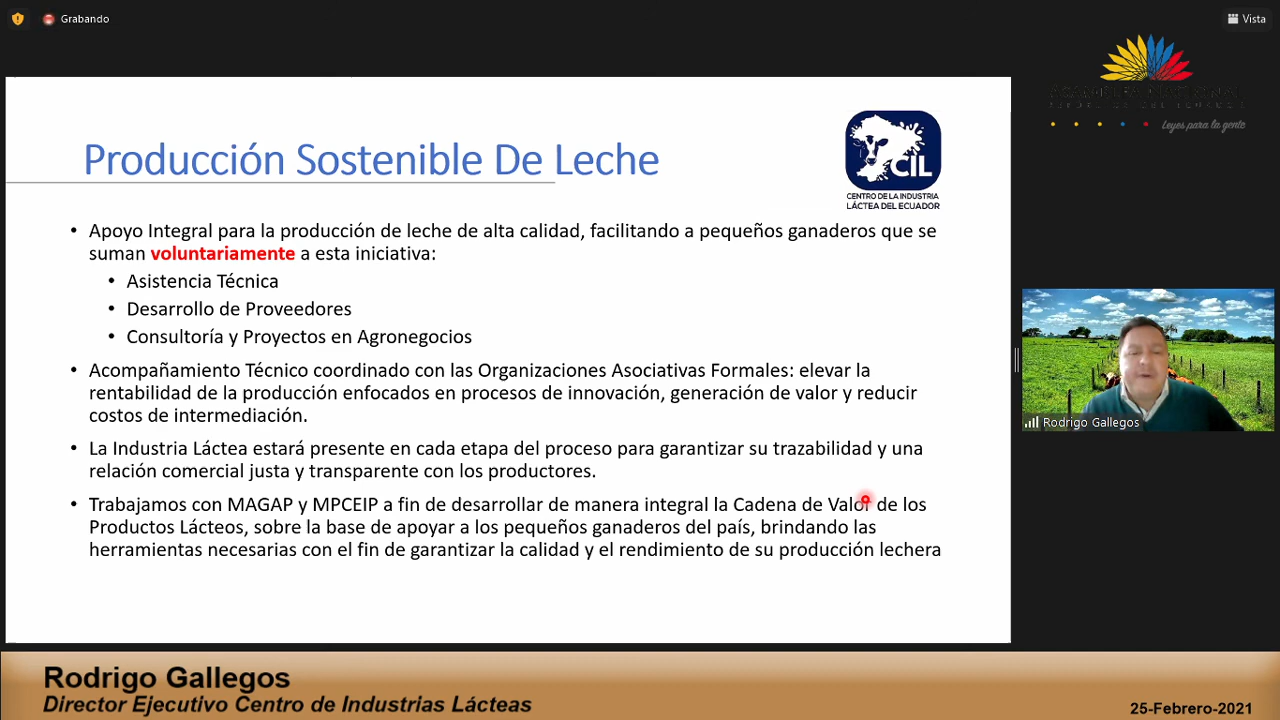 Grabando
Vista
ASAMBLEA NACIONAL
REPÚBLICA DEL ECUADOR
Leyes para la gente
Producción Sostenible De Leche
CIL
CENTRO DE LA INDUSTRIA
LÁCTEA DEL ECUADOR
• Apoyo Integral para la producción de leche de alta calidad, facilitando a pequeños ganaderos que se
suman voluntariamente a esta iniciativa:
• Asistencia Técnica
• Desarrollo de Proveedores
• Consultoría y Proyectos en Agronegocios
• Acompañamiento Técnico coordinado con las Organizaciones Asociativas Formales: elevar la
rentabilidad de la producción enfocados en procesos de innovación, generación de valor y reducir
costos de intermediación.
• La Industria Láctea estará presente en cada etapa del proceso para garantizar su trazabilidad y una
relación comercial justa y transparente con los productores.
• Trabajamos con MAGAP y MPCEIP a fin de desarrollar de manera integral la Cadena de Valor de los
Productos Lácteos, sobre la base de apoyar a los pequeños ganaderos del país, brindando las
herramientas necesarias con el fin de garantizar la calidad y el rendimiento de su producción lechera
Rodrigo Gallegos
Rodrigo Gallegos
Director Ejecutivo Centro de Industrias Lácteas
25-Febrero-2021